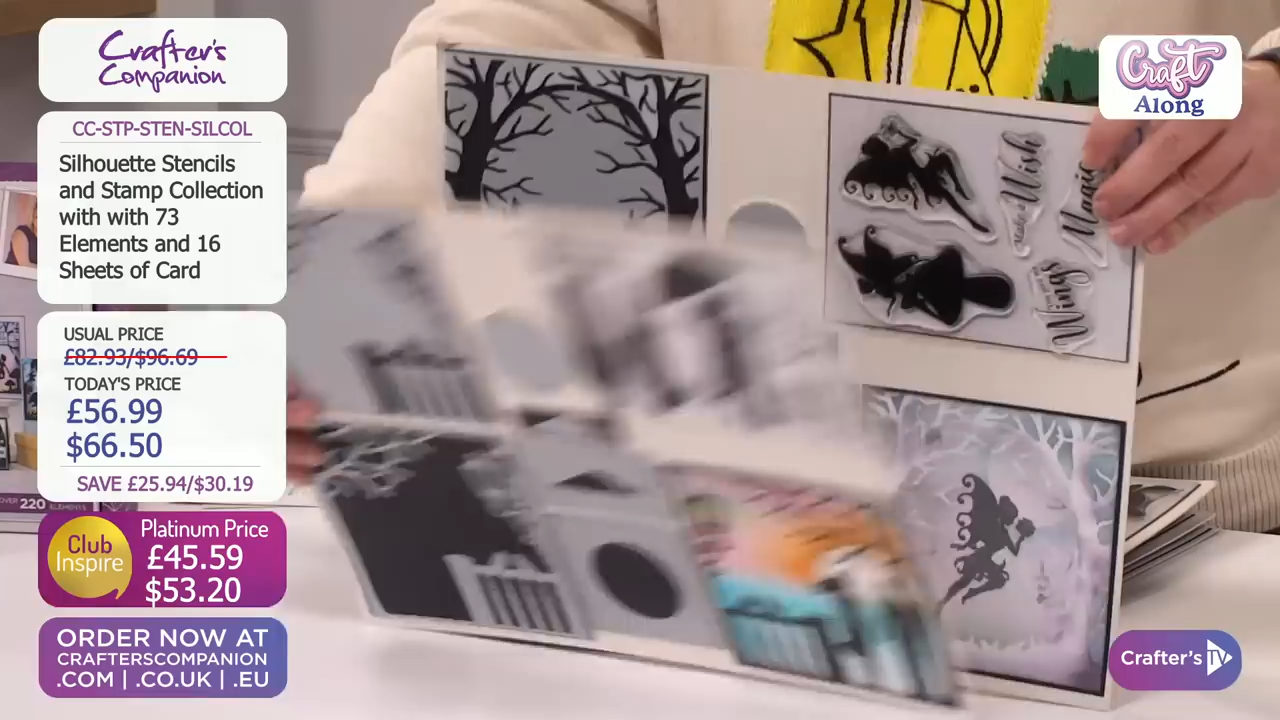 Crafter's
Companion
CC-STP-STEN-SILCOL
Silhouette Stencils
and Stamp Collection
with with 73
Elements and 16
Sheets of Card
USUAL PRICE
£82.93/$96.69
TODAY'S PRICE
£56.99
$66.50
SAVE £25.94/$30.19
Club
Inspire
Platinum Price
£45.59
$53.20
ORDER NOW AT
CRAFTERSCOMPANION
.COM | .CO.UK | .EU
Craft
Along
Make a Wish
Magic
Wings
220
Crafter's TV